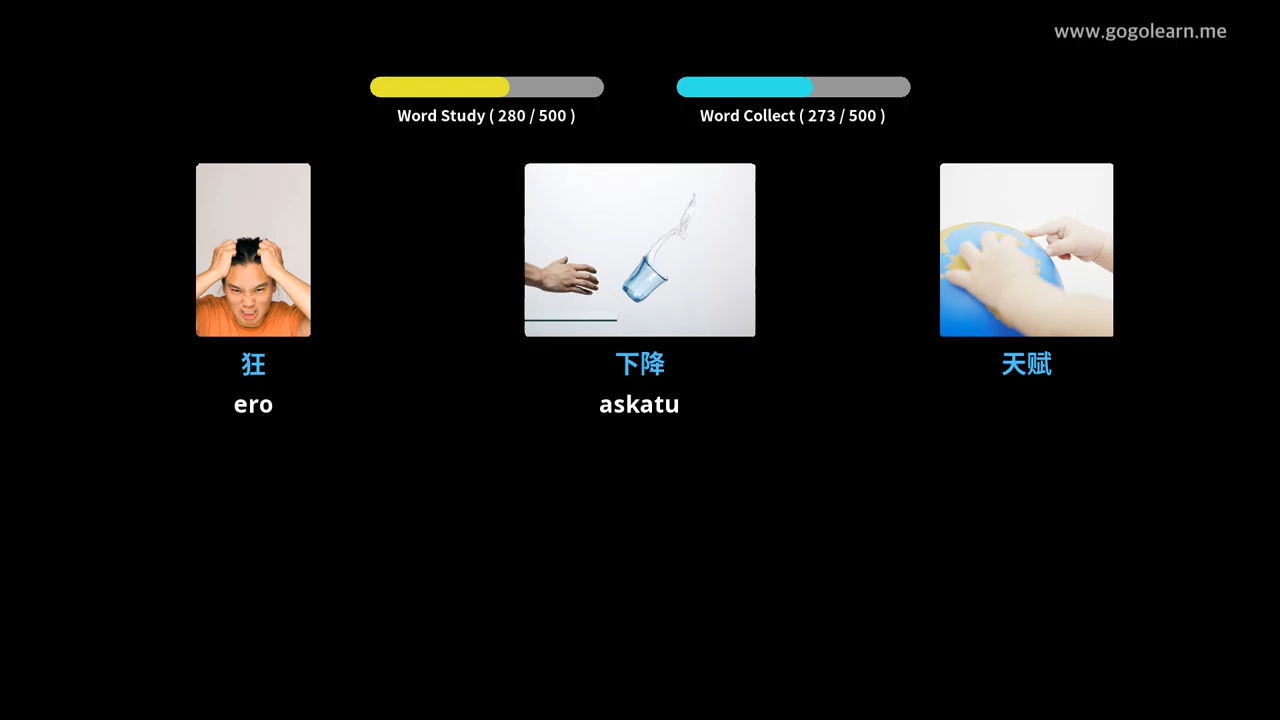 www.gogolearn.me
Word Study ( 280 / 500 )
Word Collect ( 273 / 500 )
狂
下降
天赋
ero
askatu